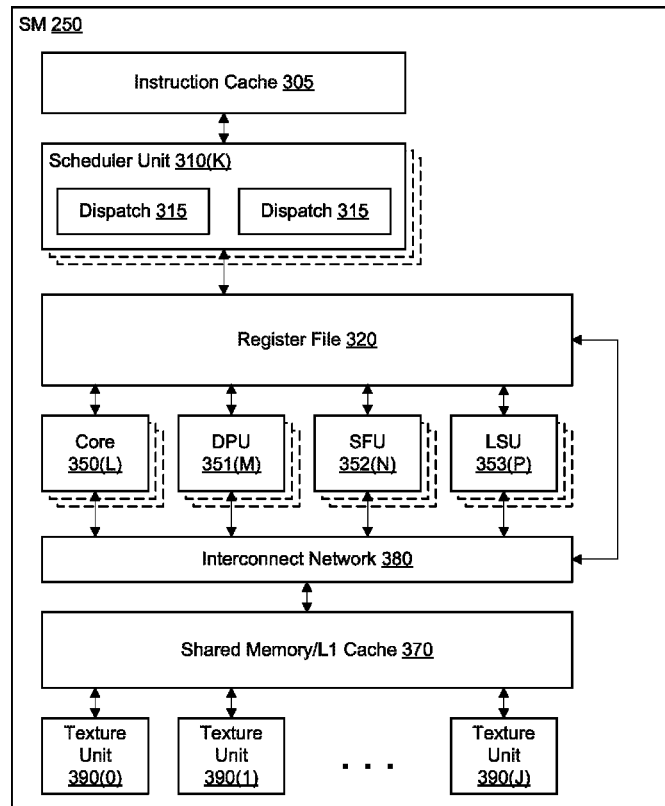 SM 250
Instruction Cache 305
Scheduler Unit 310(K)
Dispatch 315
Dispatch 315
Register File 320
Core
350(L)
DPU
351(M)
SFU
352(N)
LSU
353(P)
Interconnect Network 380
Shared Memory/L1 Cache 370
Texture
Unit
390(0)
Texture
Unit
390(1)
. . .
Texture
Unit
390(J)